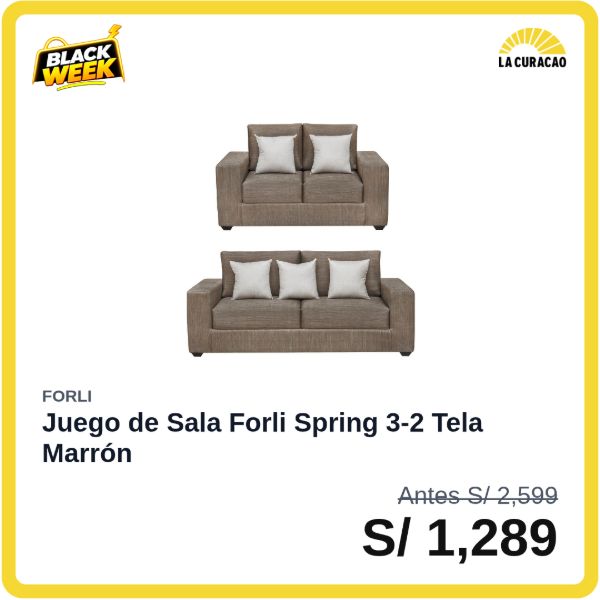 BLACK
WEEK
LA CURACAO
FORLI
Juego de Sala Forli Spring 3-2 Tela
Marrón
Antes S/ 2,599
S/ 1,289